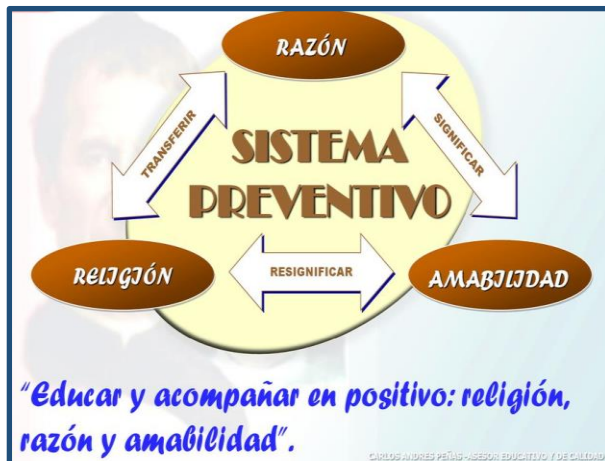 RAZÓN
TRANSFERIR
SIGNIFICAR
SISTEMA
PREVENTIVO
RELIGIÓN
RESIGNIFICAR
AMABILIDAD
"Educar y acompañar en positivo: religión,
razón y amabilidad".
CARLOS ANDRES PEÑAS - ASESOR EDUCATIVO Y DE CALIDAD